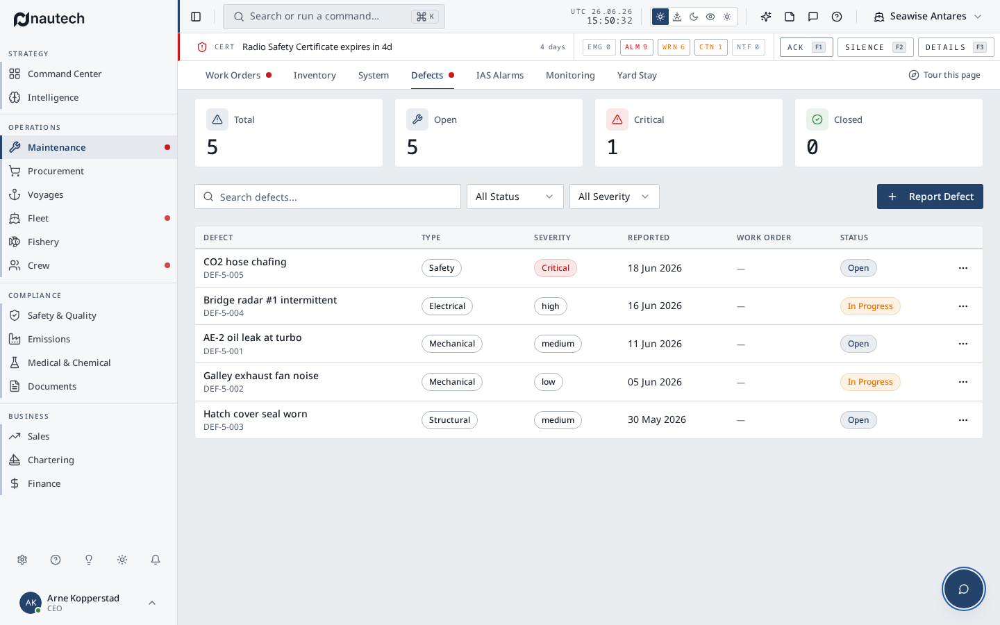 nautech
STRATEGY
Command Center
Intelligence
OPERATIONS
Maintenance
Procurement
Voyages
Fleet
Fishery
Crew
COMPLIANCE
Safety & Quality
Emissions
Medical & Chemical
Documents
BUSINESS
Sales
Chartering
Finance
AK
Arne Kopperstad
CEO
Search or run a command... ⌘ K
UTC 26.06.26
15:50:32
Seawise Antares
CERT Radio Safety Certificate expires in 4d 4 days
EMG 0 ALM 9 WRN 6 CTN 1 NTF 0
ACK F1 SILENCE F2 DETAILS F3
Work Orders Inventory System Defects IAS Alarms Monitoring Yard Stay Tour this page
Total Open Critical Closed
5 5 1 0
Search defects... All Status All Severity Report Defect
DEFECT TYPE SEVERITY REPORTED WORK ORDER STATUS
CO2 hose chafing
DEF-5-005 Safety Critical 18 Jun 2026 — Open
Bridge radar #1 intermittent
DEF-5-004 Electrical high 16 Jun 2026 — In Progress
AE-2 oil leak at turbo
DEF-5-001 Mechanical medium 11 Jun 2026 — Open
Galley exhaust fan noise
DEF-5-002 Mechanical low 05 Jun 2026 — In Progress
Hatch cover seal worn
DEF-5-003 Structural medium 30 May 2026 — Open